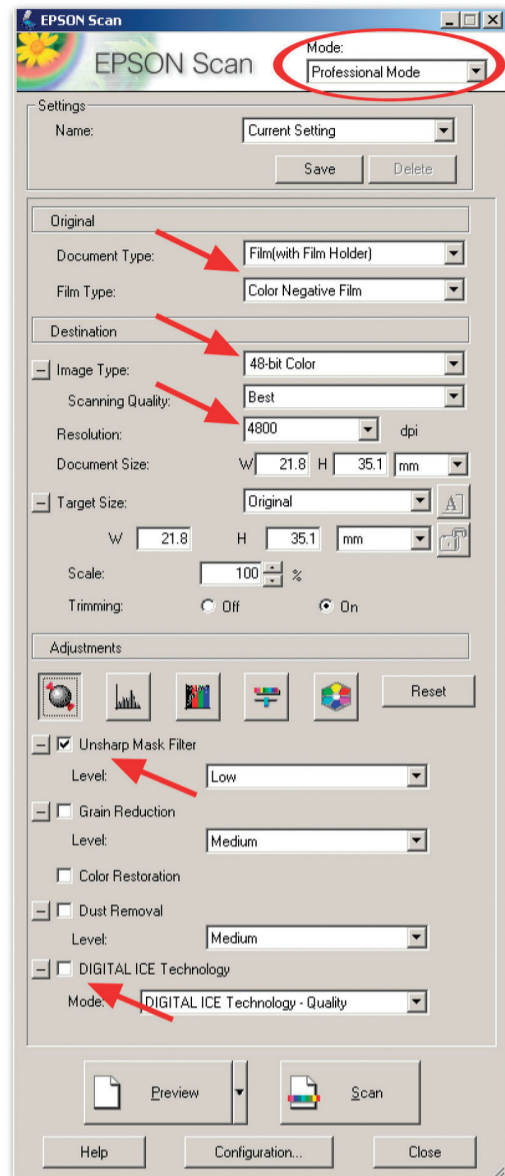 EPSON Scan
EPSON Scan
Mode:
Professional Mode
Settings
Name: Current Setting
Save Delete
Original
Document Type: Film(with Film Holder)
Film Type: Color Negative Film
Destination
Image Type: 48-bit Color
Scanning Quality: Best
Resolution: 4800 dpi
Document Size: W 21.8 H 35.1 mm
Target Size: Original A
W 21.8 H 35.1 mm
Scale: 100 %
Trimming: Off On
Adjustments
Reset
Unsharp Mask Filter
Level: Low
Grain Reduction
Level: Medium
Color Restoration
Dust Removal
Level: Medium
DIGITAL ICE Technology
Mode: DIGITAL ICE Technology - Quality
Preview Scan
Help Configuration... Close